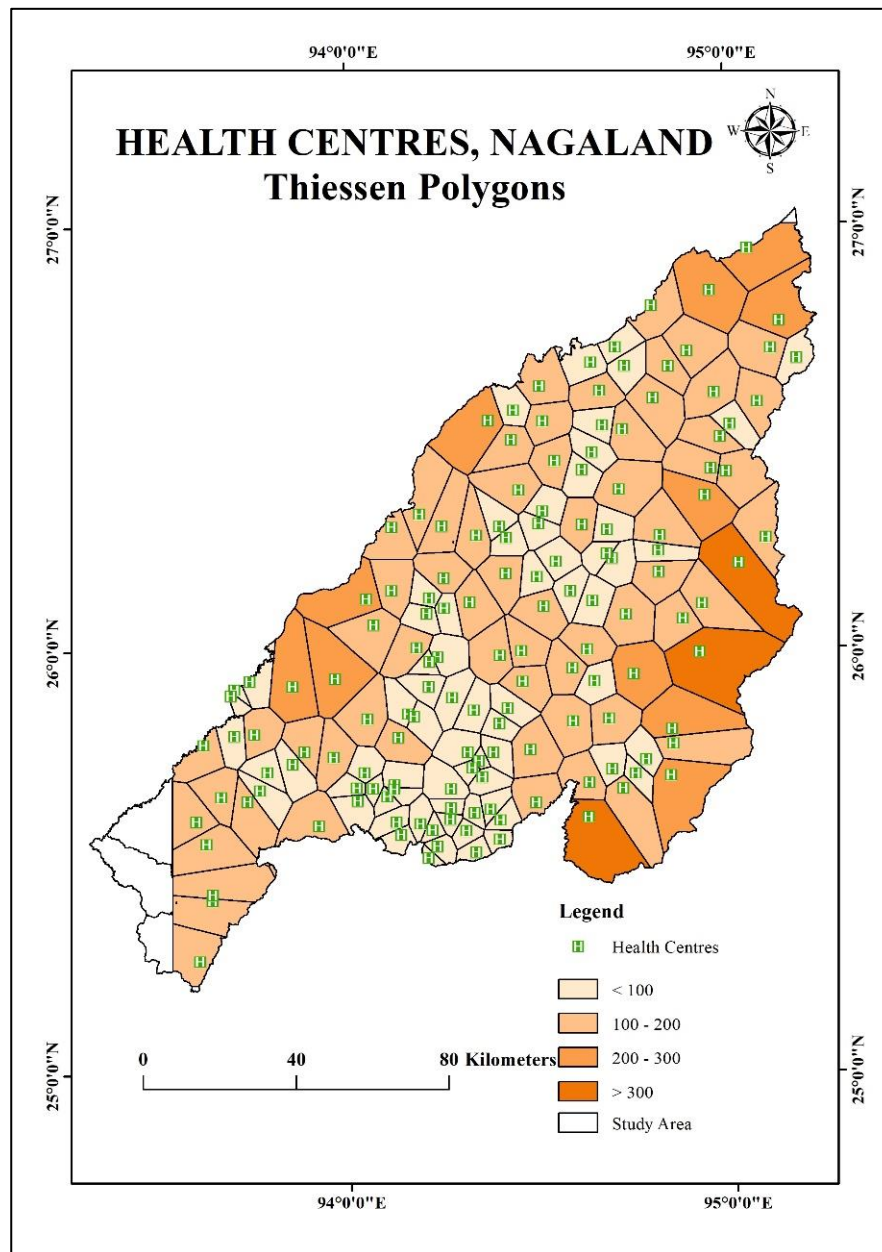 94°0'0"E
95°0'0"E
HEALTH CENTRES, NAGALAND
Thiessen Polygons
N
W
E
S
27°0'0"N
27°0'0"N
26°0'0"N
26°0'0"N
25°0'0"N
25°0'0"N
Legend
H Health Centres
< 100
100 - 200
200 - 300
> 300
Study Area
0 40 80 Kilometers
94°0'0"E
95°0'0"E